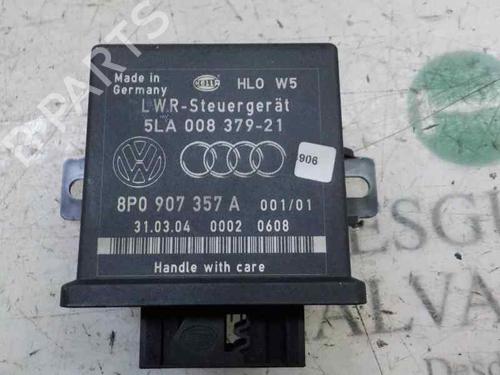 Made in
Germany
HELLA
HLO W5
LWR-Steuergerät
5LA 008 379-21
906
8P0 907 357 A 001/01
31.03.04 0002 0608
Handle with care
B-PARTS